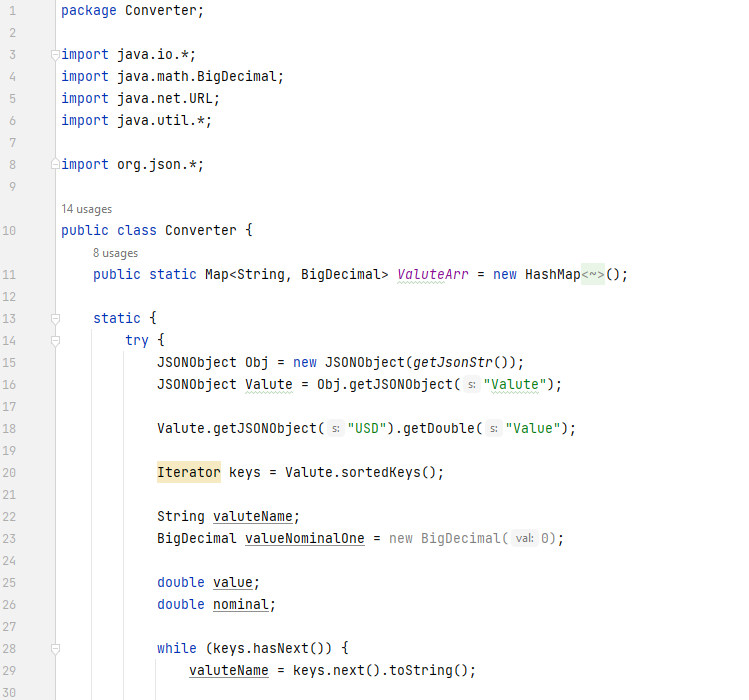 1 package Converter;
2
3 import java.io.*;
4 import java.math.BigDecimal;
5 import java.net.URL;
6 import java.util.*;
7
8 import org.json.*;
9
14 usages
10 public class Converter {
8 usages
11 public static Map<String, BigDecimal> ValuteArr = new HashMap<~>();
12
13 static {
14 try {
15 JSONObject Obj = new JSONObject(getJsonStr());
16 JSONObject Valute = Obj.getJSONObject( s: "Valute");
17
18 Valute.getJSONObject( s: "USD").getDouble( s: "Value");
19
20 Iterator keys = Valute.sortedKeys();
21
22 String valuteName;
23 BigDecimal valueNominalOne = new BigDecimal( val: 0);
24
25 double value;
26 double nominal;
27
28 while (keys.hasNext()) {
29 valuteName = keys.next().toString();
30